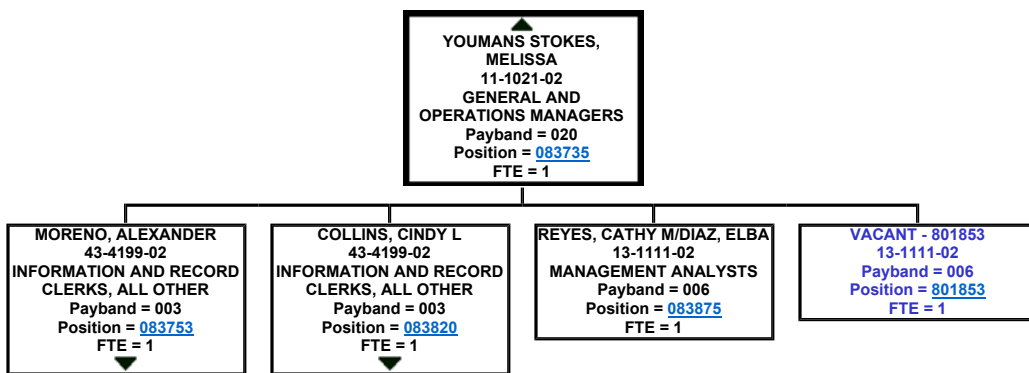 YOUMANS STOKES,
MELISSA
11-1021-02
GENERAL AND
OPERATIONS MANAGERS
Payband = 020
Position = 083735
FTE = 1
MORENO, ALEXANDER
43-4199-02
INFORMATION AND RECORD
CLERKS, ALL OTHER
Payband = 003
Position = 083753
FTE = 1
COLLINS, CINDY L
43-4199-02
INFORMATION AND RECORD
CLERKS, ALL OTHER
Payband = 003
Position = 083820
FTE = 1
REYES, CATHY M/DIAZ, ELBA
13-1111-02
MANAGEMENT ANALYSTS
Payband = 006
Position = 083875
FTE = 1
VACANT - 801853
13-1111-02
Payband = 006
Position = 801853
FTE = 1